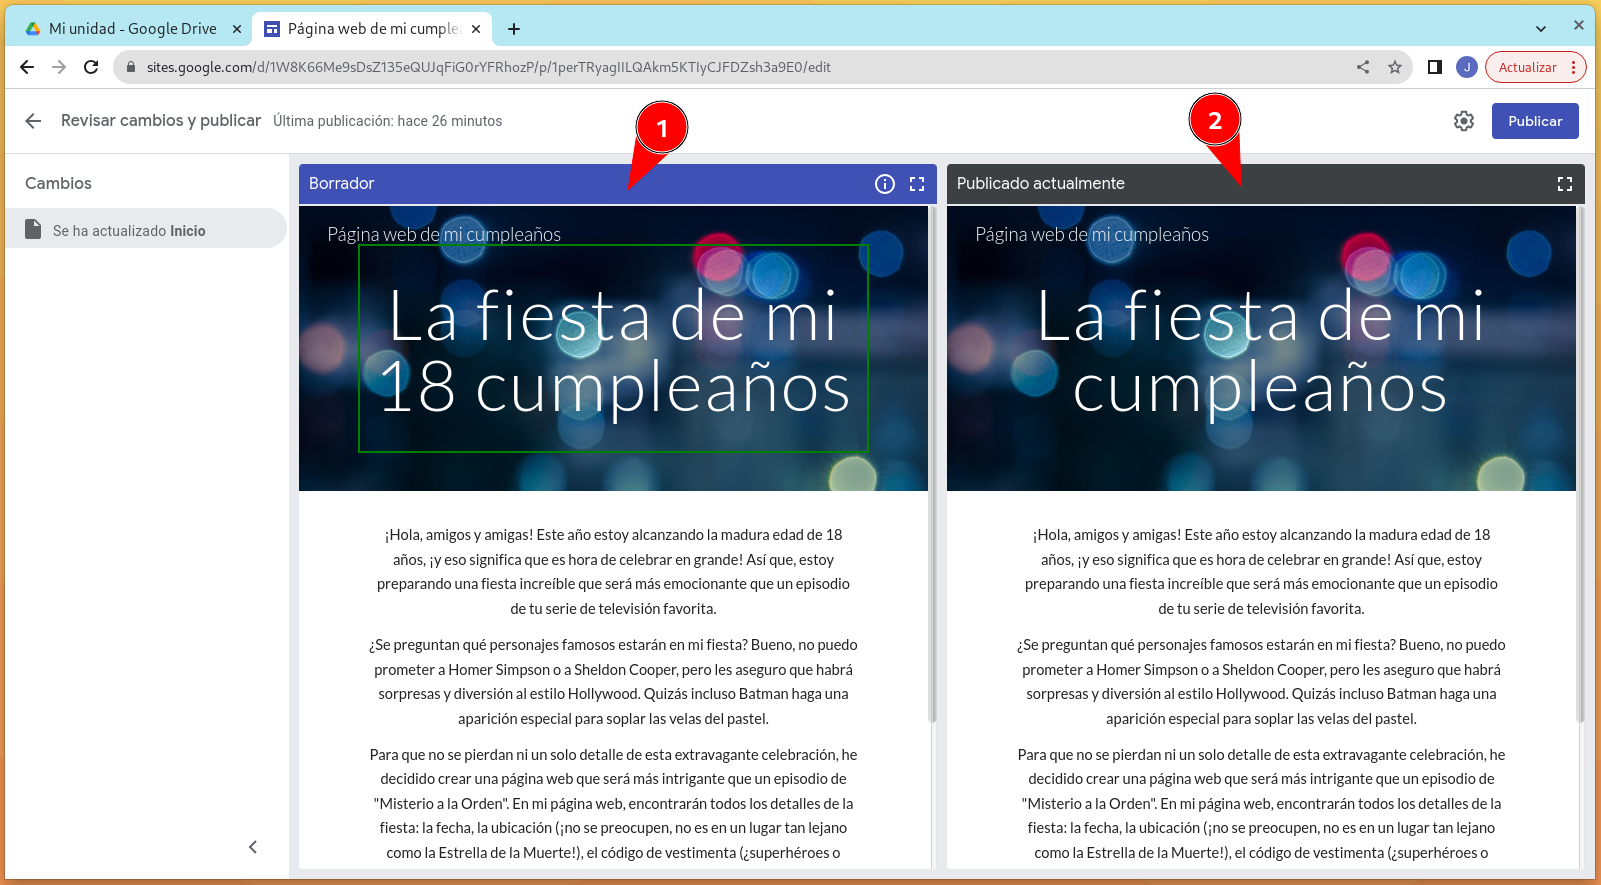 Mi unidad - Google Drive
Página web de mi cumple
sites.google.com/d/1W8K66Me9sDsZ135eQUJqFiG0rYFRhozP/p/1perTRyagIILQAkm5KTIyCJFDZsh3a9E0/edit
J
Actualizar
Revisar cambios y publicar
Última publicación: hace 26 minutos
1
2
Publicar
Cambios
Se ha actualizado Inicio
Borrador
Página web de mi cumpleaños
La fiesta de mi
18 cumpleaños
¡Hola, amigos y amigas! Este año estoy alcanzando la madura edad de 18
años, ¡y eso significa que es hora de celebrar en grande! Así que, estoy
preparando una fiesta increíble que será más emocionante que un episodio
de tu serie de televisión favorita.
¿Se preguntan qué personajes famosos estarán en mi fiesta? Bueno, no puedo
prometer a Homer Simpson o a Sheldon Cooper, pero les aseguro que habrá
sorpresas y diversión al estilo Hollywood. Quizás incluso Batman haga una
aparición especial para soplar las velas del pastel.
Para que no se pierdan ni un solo detalle de esta extravagante celebración, he
decidido crear una página web que será más intrigante que un episodio de
"Misterio a la Orden". En mi página web, encontrarán todos los detalles de la
fiesta: la fecha, la ubicación (¡no se preocupen, no es en un lugar tan lejano
como la Estrella de la Muerte!), el código de vestimenta (¿superhéroes o
Publicado actualmente
Página web de mi cumpleaños
La fiesta de mi
cumpleaños
¡Hola, amigos y amigas! Este año estoy alcanzando la madura edad de 18
años, ¡y eso significa que es hora de celebrar en grande! Así que, estoy
preparando una fiesta increíble que será más emocionante que un episodio
de tu serie de televisión favorita.
¿Se preguntan qué personajes famosos estarán en mi fiesta? Bueno, no puedo
prometer a Homer Simpson o a Sheldon Cooper, pero les aseguro que habrá
sorpresas y diversión al estilo Hollywood. Quizás incluso Batman haga una
aparición especial para soplar las velas del pastel.
Para que no se pierdan ni un solo detalle de esta extravagante celebración, he
decidido crear una página web que será más intrigante que un episodio de
"Misterio a la Orden". En mi página web, encontrarán todos los detalles de la
fiesta: la fecha, la ubicación (¡no se preocupen, no es en un lugar tan lejano
como la Estrella de la Muerte!), el código de vestimenta (¿superhéroes o